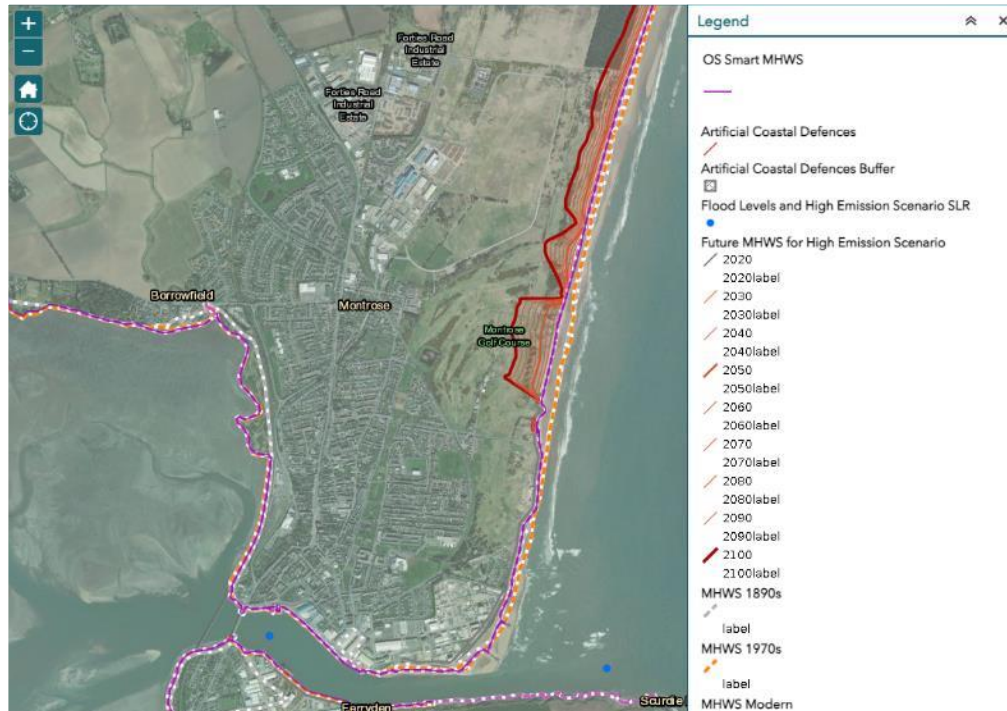 +
Forties Road
Industrial
Estate
Forties Road
Industrial
Estate
−
Borrowfield
Montrose
Montrose
Golf Course
Ferryden
Scurdie
Legend
OS Smart MHWS
Artificial Coastal Defences
Artificial Coastal Defences Buffer
Flood Levels and High Emission Scenario SLR
Future MHWS for High Emission Scenario
2020
2020label
2030
2030label
2040
2040label
2050
2050label
2060
2060label
2070
2070label
2080
2080label
2090
2090label
2100
2100label
MHWS 1890s
label
MHWS 1970s
label
MHWS Modern